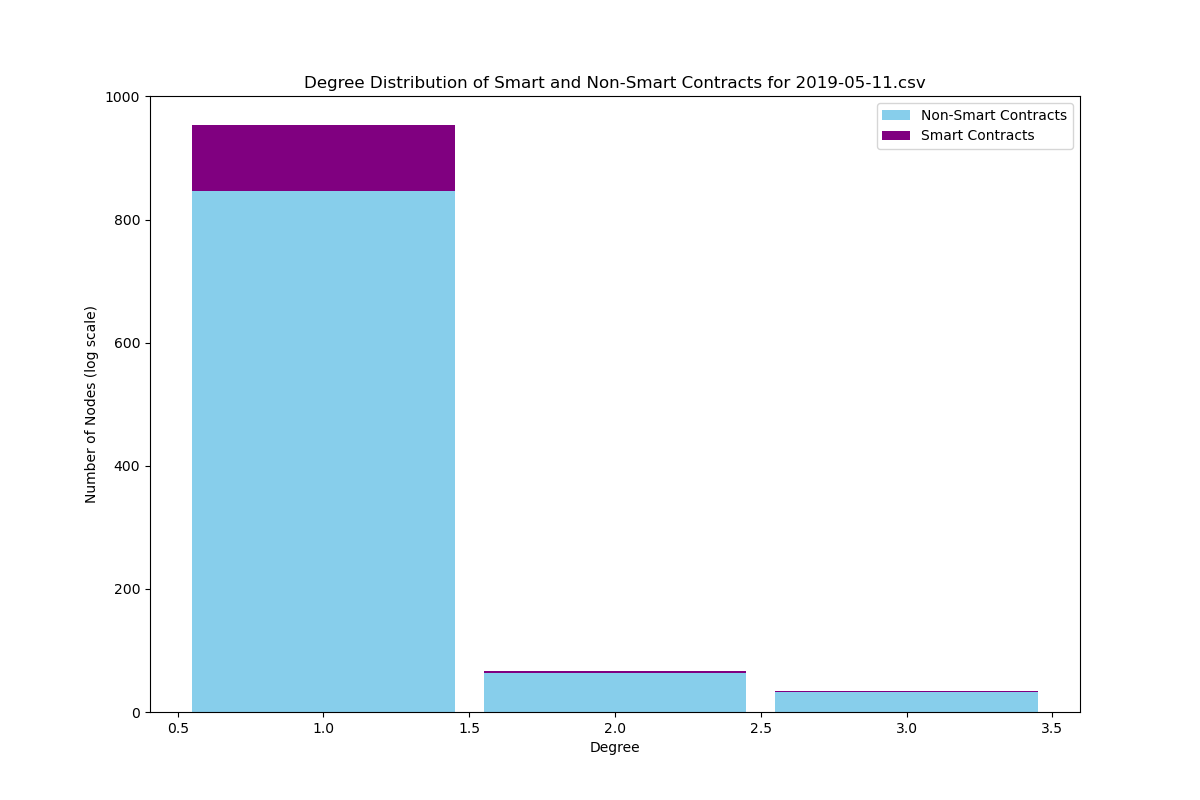 Degree Distribution of Smart and Non-Smart Contracts for 2019-05-11.csv
Non-Smart Contracts
Smart Contracts
1000
800
600
400
200
0
Number of Nodes (log scale)
0.5 1.0 1.5 2.0 2.5 3.0 3.5
Degree